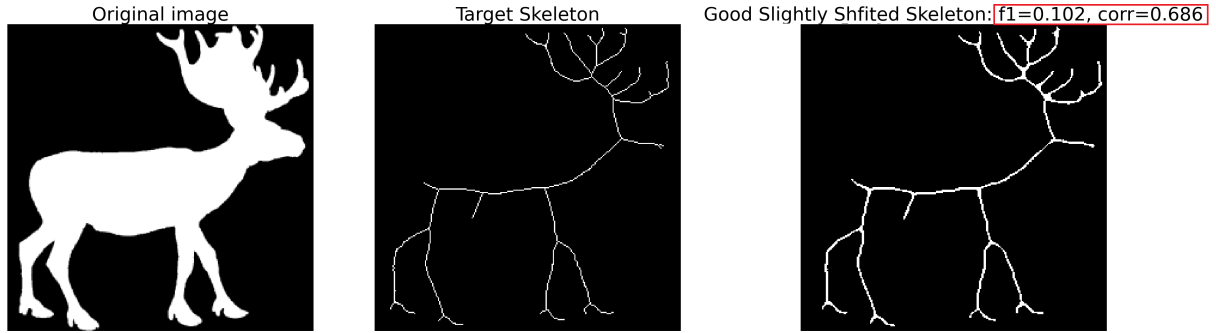 Original image
Target Skeleton
Good Slightly Shfited Skeleton: f1=0.102, corr=0.686